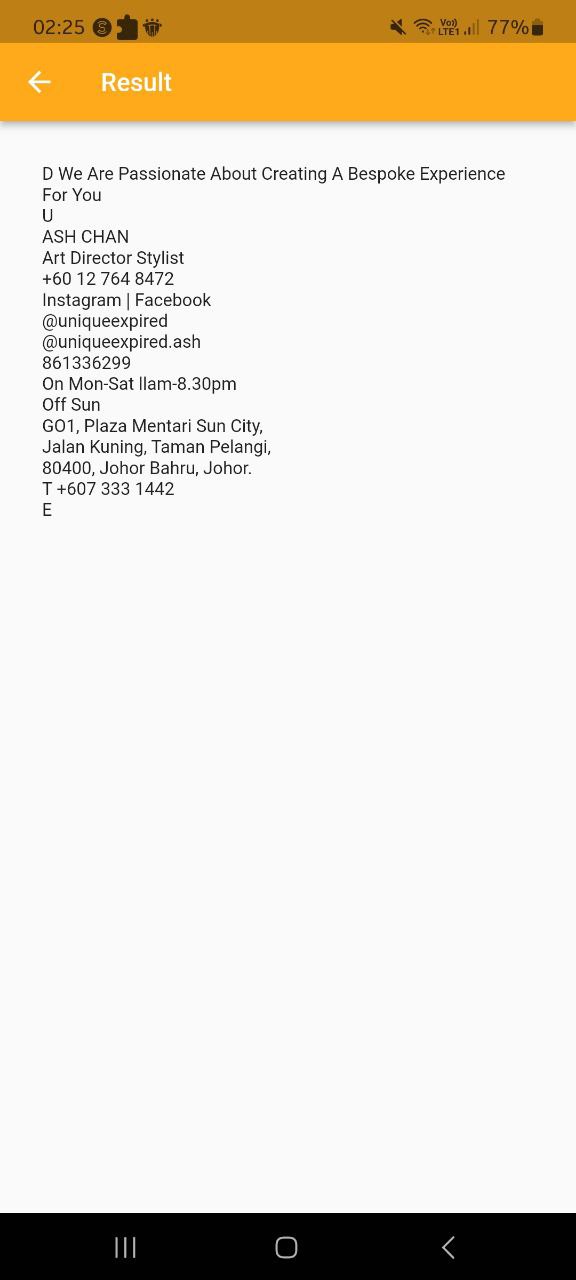 02:25
Vo)) LTE1 77%
Result
D We Are Passionate About Creating A Bespoke Experience
For You
U
ASH CHAN
Art Director Stylist
+60 12 764 8472
Instagram | Facebook
@uniqueexpired
@uniqueexpired.ash
861336299
On Mon-Sat llam-8.30pm
Off Sun
GO1, Plaza Mentari Sun City,
Jalan Kuning, Taman Pelangi,
80400, Johor Bahru, Johor.
T +607 333 1442
E